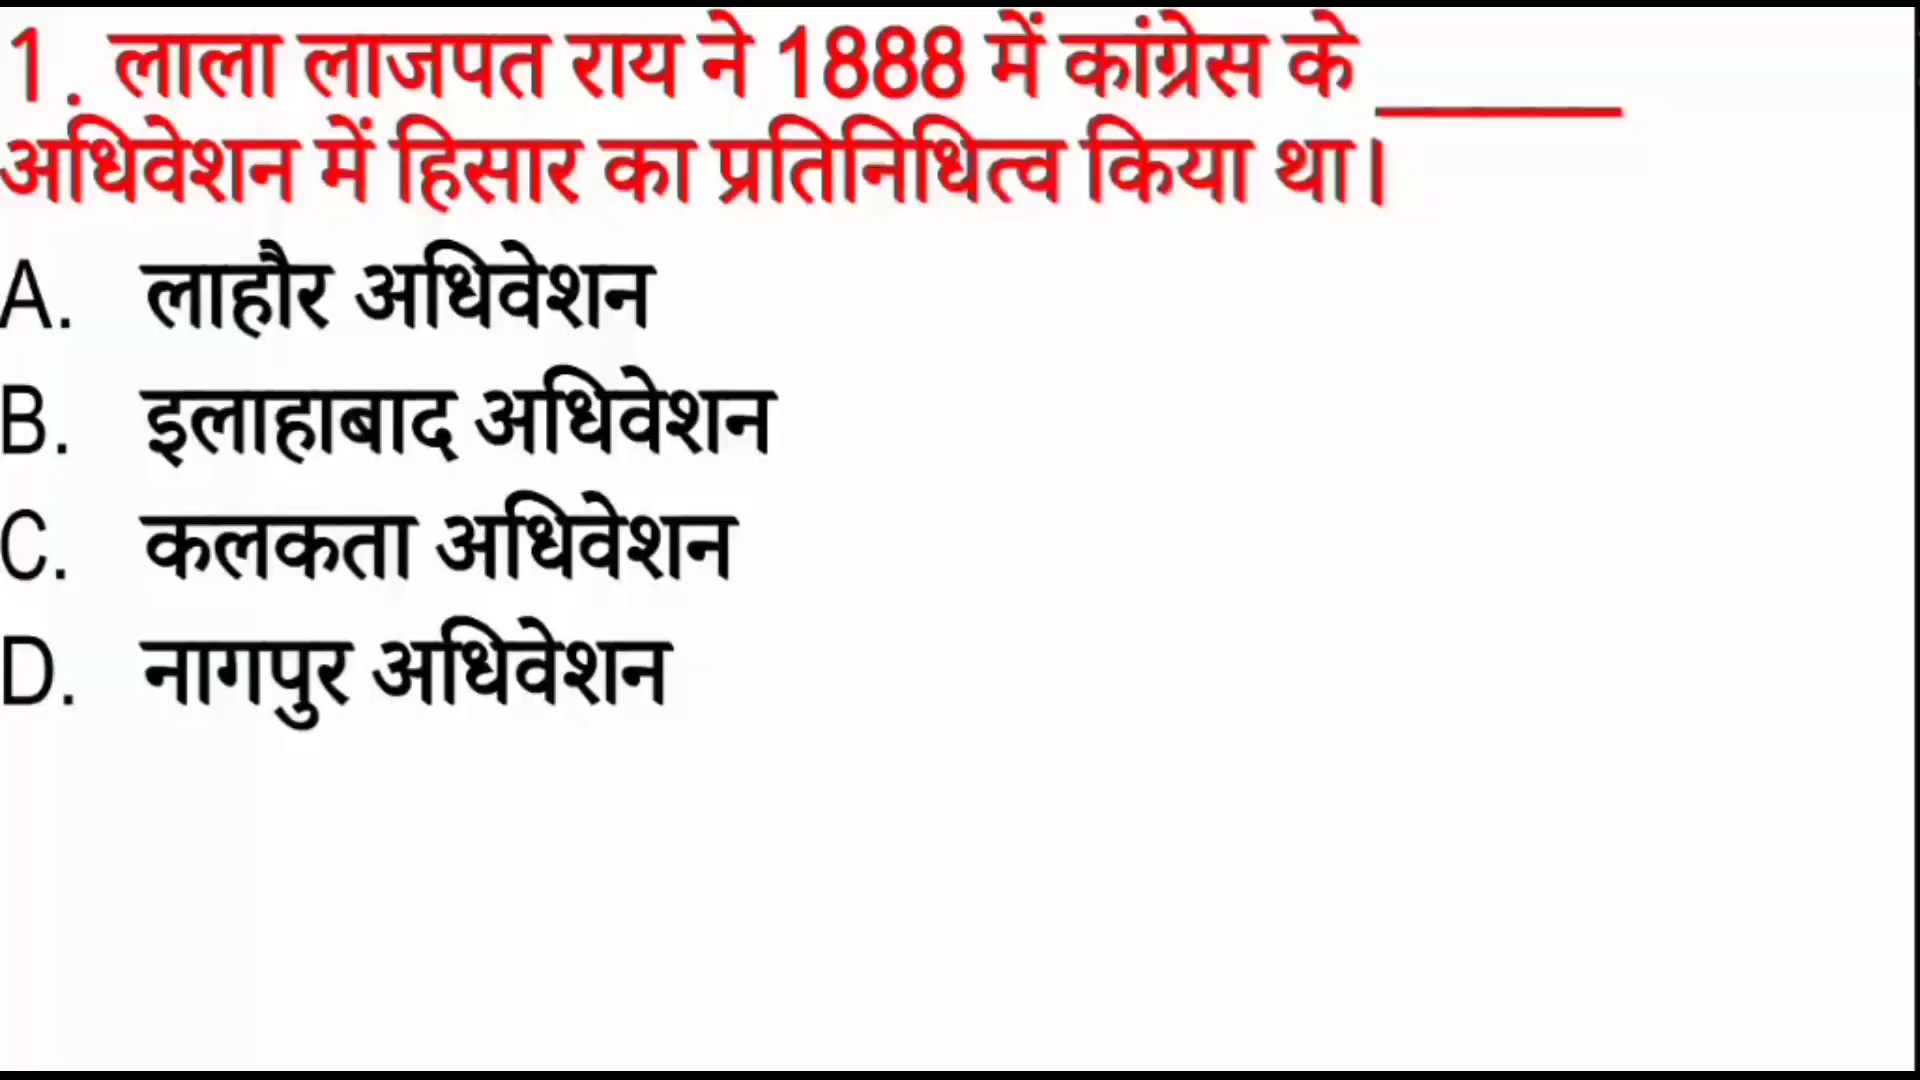 1. लाला लाजपत राय ने 1888 में कांग्रेस के ______
अधिवेशन में हिसार का प्रतिनिधित्व किया था।
A. लाहौर अधिवेशन
B. इलाहाबाद अधिवेशन
C. कलकता अधिवेशन
D. नागपुर अधिवेशन